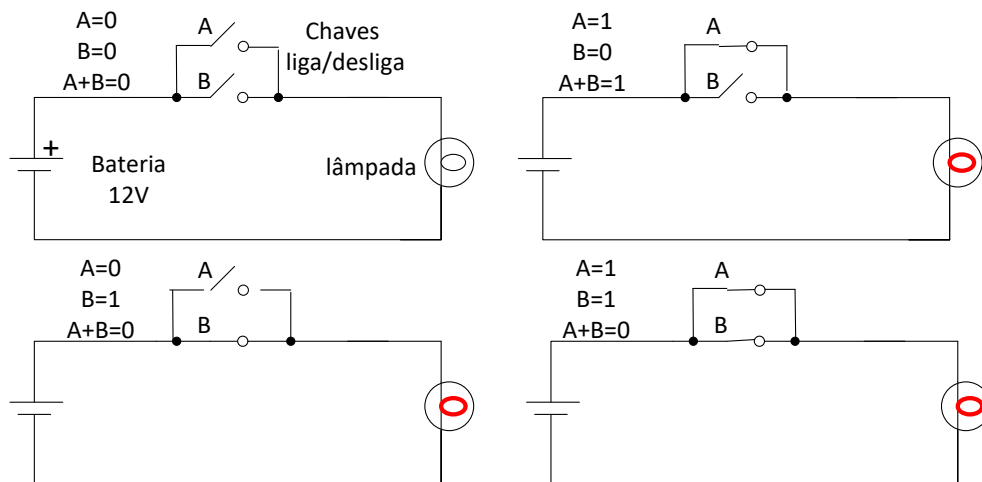 A=0
B=0
A+B=0
A
B
Chaves
liga/desliga
+
Bateria
12V
lâmpada
A=1
B=0
A+B=1
A
B
A=0
B=1
A+B=0
A
B
A=1
B=1
A+B=0
A
B